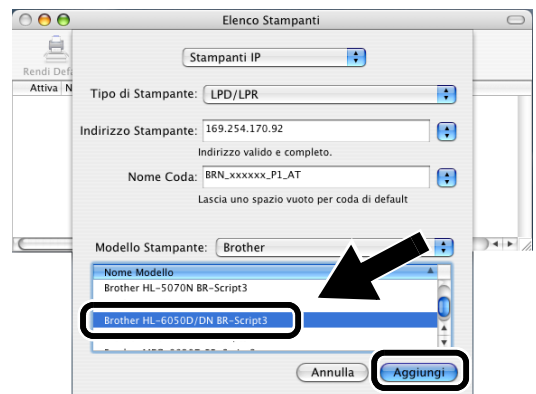 Elenco Stampanti
Stampanti IP
Rendi Def
Attiva N
Tipo di Stampante: LPD/LPR
Indirizzo Stampante: 169.254.170.92
Indirizzo valido e completo.
Nome Coda: BRN_xxxxxx_P1_AT
Lascia uno spazio vuoto per coda di default
Modello Stampante: Brother
Nome Modello
Brother HL-5070N BR-Script3
Brother HL-6050D/DN BR-Script3
Annulla Aggiungi